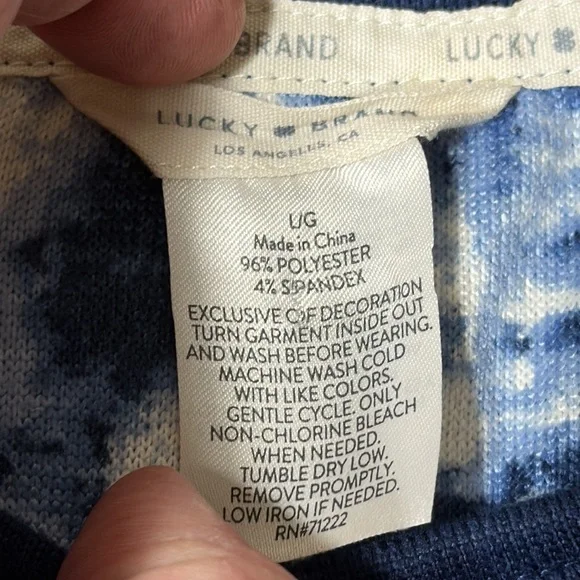 BRAND LUCKY
LUCKY BRAND
LOS ANGELES, CA
L/G
Made in China
96% POLYESTER
4% SPANDEX
EXCLUSIVE OF DECORATION
TURN GARMENT INSIDE OUT
AND WASH BEFORE WEARING.
MACHINE WASH COLD
WITH LIKE COLORS.
GENTLE CYCLE. ONLY
NON-CHLORINE BLEACH
WHEN NEEDED.
TUMBLE DRY LOW.
REMOVE PROMPTLY.
LOW IRON IF NEEDED.
RN#71222